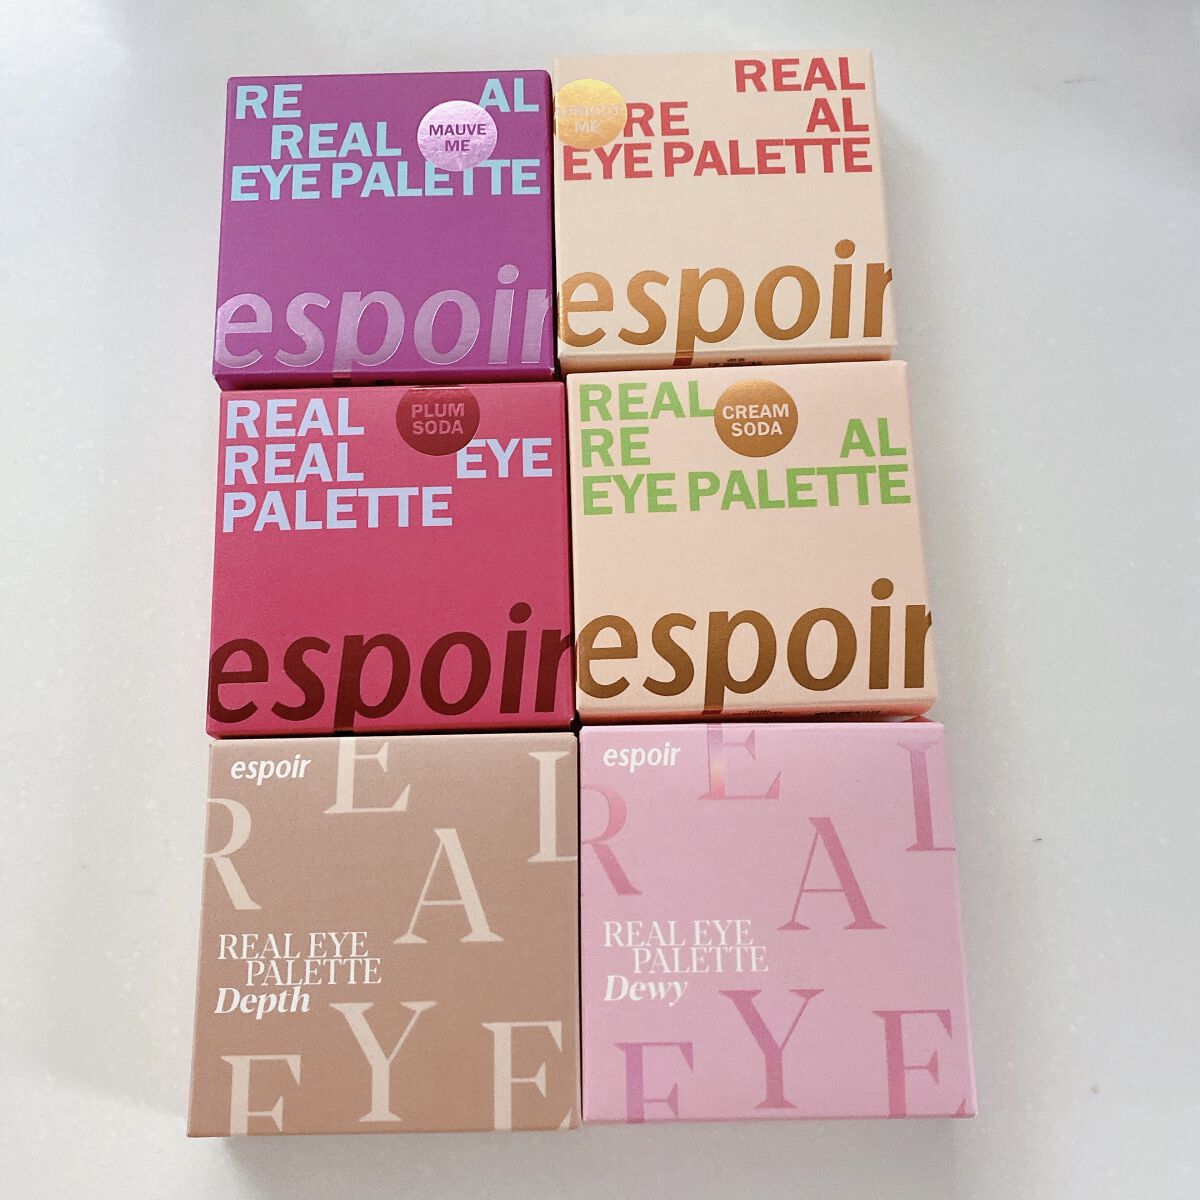 RE AL
REAL
EYE PALETTE
MAUVE
ME
espoir
REAL
RE AL
EYE PALETTE
ME
espoir
REAL
REAL EYE
PALETTE
PLUM
SODA
espoir
REAL
RE AL
EYE PALETTE
CREAM
SODA
espoir
espoir
R E A L
E Y E
REAL EYE
PALETTE
Depth
espoir
R E A L
E Y E
REAL EYE
PALETTE
Dewy